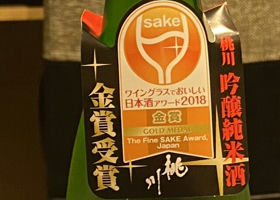 sake
ワイングラスでおいしい
日本酒アワード2018
金賞
GOLD MEDAL
The Fine SAKE Award,
Japan
金賞受賞
桃川
吟醸純米酒
桃川